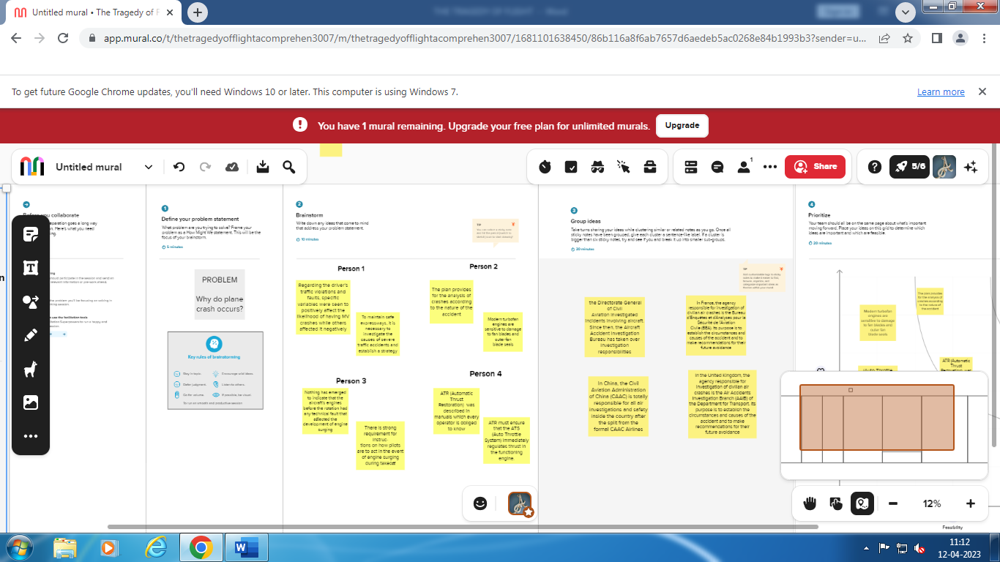 Untitled mural • The Tragedy of F
THE TRAGEDY OF FLIGHT - Word
app.mural.co/t/thetragedyofflightacomprehen3007/m/thetragedyofflightacomprehen3007/1681101638450/86b116a8f6ab7657d6aedeb5ac0268e84b1993b3?sender=u...
To get future Google Chrome updates, you'll need Windows 10 or later. This computer is using Windows 7.
Learn more
You have 1 mural remaining. Upgrade your free plan for unlimited murals.
Upgrade
Untitled mural
1
Share
5/6
you collaborate
eparation goes a long way
Here's what you need
1
Define your problem statement
What problem are you trying to solve? Frame your
problem as a How Might We statement. This will be the
focus of your brainstorm.
5 minutes
PROBLEM
Why do plane
crash occurs?
Key rules of brainstorming
Stay in topic.
Encourage wild ideas.
Defer judgment.
Listen to others.
Go for volume.
If possible, be visual.
To run an smooth and productive session
2
Brainstorm
Write down any ideas that come to mind
that address your problem statement.
10 minutes
TIP
Person 1
Regarding the driver's
traffic violations and
faults, specific
variables were seen to
positively affect the
likelihood of having MV
crashes while others
affected it negatively
To maintain safe
expressways, it is
necessary to
investigate the
causes of severe
traffic accidents and
establish a strategy
Person 2
The plan provides
for the analysis of
crashes according
to the nature of the
accident
Modern turbofan
engines are
sensitive to damage
to fan blades and
outer fan
blade seals
Person 3
Nothing has emerged
to indicate that the
aircraft's engines
before the rotation had
any technical fault that
affected the
development of engine
surging
There is strong
requirement for
instruc-
tions on how pilots
are to act in the event
of engine surging
during takeoff
Person 4
ATR (Automatic
Thrust
Restoration) was
described in
manuals which every
operator is obliged
to know
ATR must ensure
that the ATS
(Auto Throttle
System) immediately
regulates thrust in
the functioning
engine.
3
Group ideas
Take turns sharing your ideas while clustering similar or related notes as you go. Once all
sticky notes have been grouped, give each cluster a sentence-like label. If a cluster is
bigger than six sticky notes, try and see if you and break it up into smaller sub-groups.
20 minutes
TIP
the Directorate General
of Civil
Aviation investigated
incidents involving aircraft.
Since then, the Aircraft
Accident Investigation
Bureau has taken over
investigation
responsibilities
In France, the agency
responsible for investigation of
civilian air crashes is the Bureau
d'Enquêtes et d'Analyses pour la
Sécurité de l'Aviation
Civile (BEA). Its purpose is to
establish the circumstances and
causes of the accident and to
make recommendations for their
future avoidance
In China, the Civil
Aviation Administration
of China (CAAC) is totally
responsible for all air
investigations and safety
inside the country after
the split from the
formal CAAC Airlines
In the United Kingdom, the
agency responsible for
investigation of civilian air
crashes is the Air Accidents
Investigation Branch (AAIB) of
the Department for Transport. Its
purpose is to establish the
circumstances and causes of the
accident and to make
recommendations for their
future avoidance
4
Prioritize
Your team should all be on the same page about what's important
moving forward. Place your ideas on this grid to determine which
ideas are important and which are feasible.
20 minutes
The plan provides
for the analysis of
crashes according
to the nature of
the accident
Modern turbofan
engines are
sensitive to damage
to fan blades and
outer fan
blade seals
ATR (Automatic
Thrust
Restoration) was
(Auto Throttle
12%
Feasibility
11:12
12-04-2023